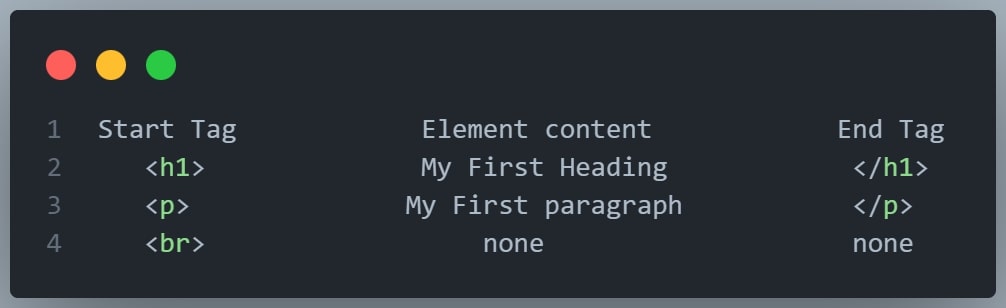 1 Start Tag Element content End Tag
2 <h1> My First Heading </h1>
3 <p> My First paragraph </p>
4 <br> none none